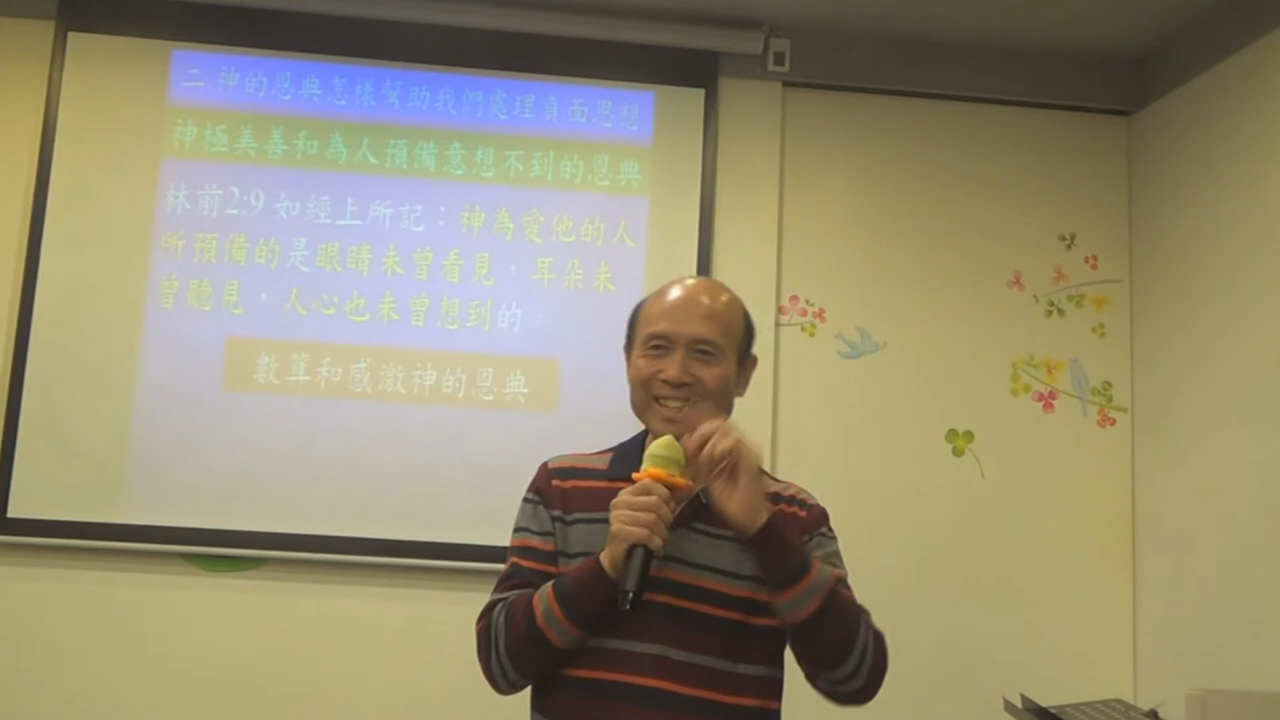 二.神的恩典怎樣幫助我們處理負面思想
神極美善和為人預備意想不到的恩典
林前2:9 如經上所記：神為愛他的人
所預備的是眼睛未曾看見，耳朵未
曾聽見，人心也未曾想到的。
數算和感激神的恩典